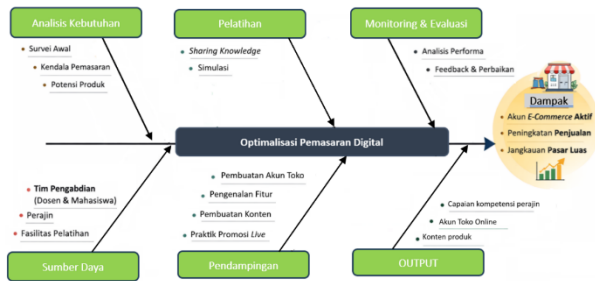 Analisis Kebutuhan
Survei Awal
Kendala Pemasaran
Potensi Produk
Pelatihan
Sharing Knowledge
Simulasi
Monitoring & Evaluasi
Analisis Performa
Feedback & Perbaikan
Optimalisasi Pemasaran Digital
Dampak
Akun E-Commerce Aktif
Peningkatan Penjualan
Jangkauan Pasar Luas
Tim Pengabdian
(Dosen & Mahasiswa)
Perajin
Fasilitas Pelatihan
Sumber Daya
Pembuatan Akun Toko
Pengenalan Fitur
Pembuatan Konten
Praktik Promosi Live
Pendampingan
Capaian kompetensi perajin
Akun Toko Online
Konten produk
OUTPUT